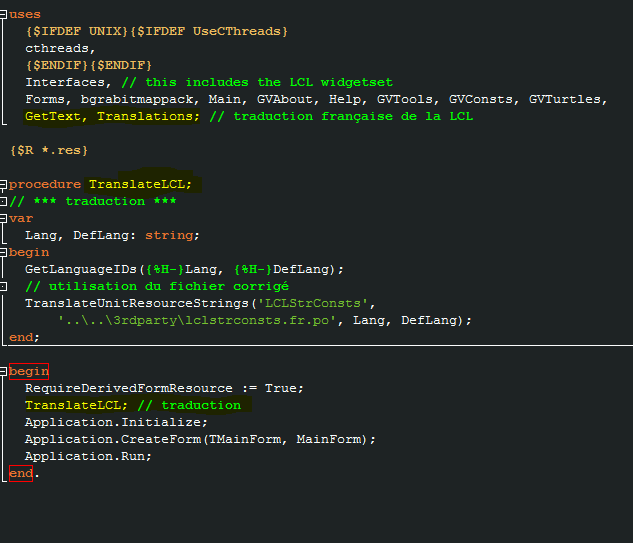 uses
{$IFDEF UNIX}{$IFDEF UseCThreads}
cthreads,
{$ENDIF}{$ENDIF}
Interfaces, // this includes the LCL widgetset
Forms, bgrabitmappack, Main, GVAbout, Help, GVTools, GVConsts, GVTurtles,
GetText, Translations; // traduction française de la LCL
{$R *.res}
procedure TranslateLCL;
// *** traduction ***
var
Lang, DefLang: string;
begin
GetLanguageIDs({%H-}Lang, {%H-}DefLang);
// utilisation du fichier corrigé
TranslateUnitResourceStrings('LCLStrConsts',
'..\..\3rdparty\lclstrconsts.fr.po', Lang, DefLang);
end;
begin
RequireDerivedFormResource := True;
TranslateLCL; // traduction
Application.Initialize;
Application.CreateForm(TMainForm, MainForm);
Application.Run;
end.